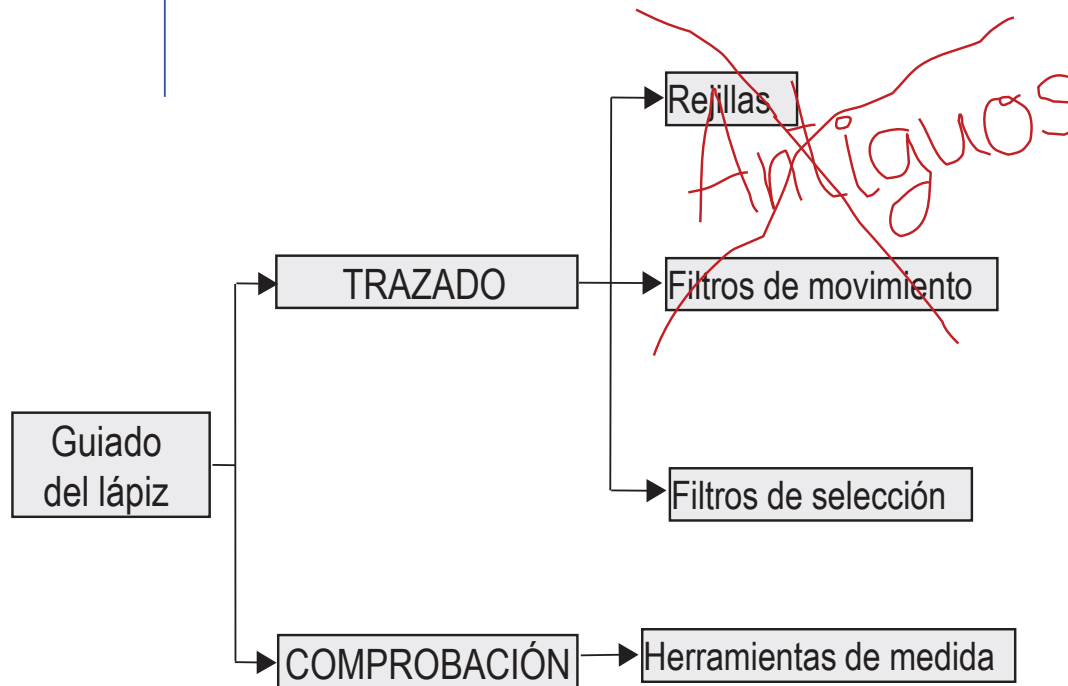 Rejillas
Antiguos
TRAZADO
Filtros de movimiento
Guiado
del lápiz
Filtros de selección
COMPROBACIÓN
Herramientas de medida